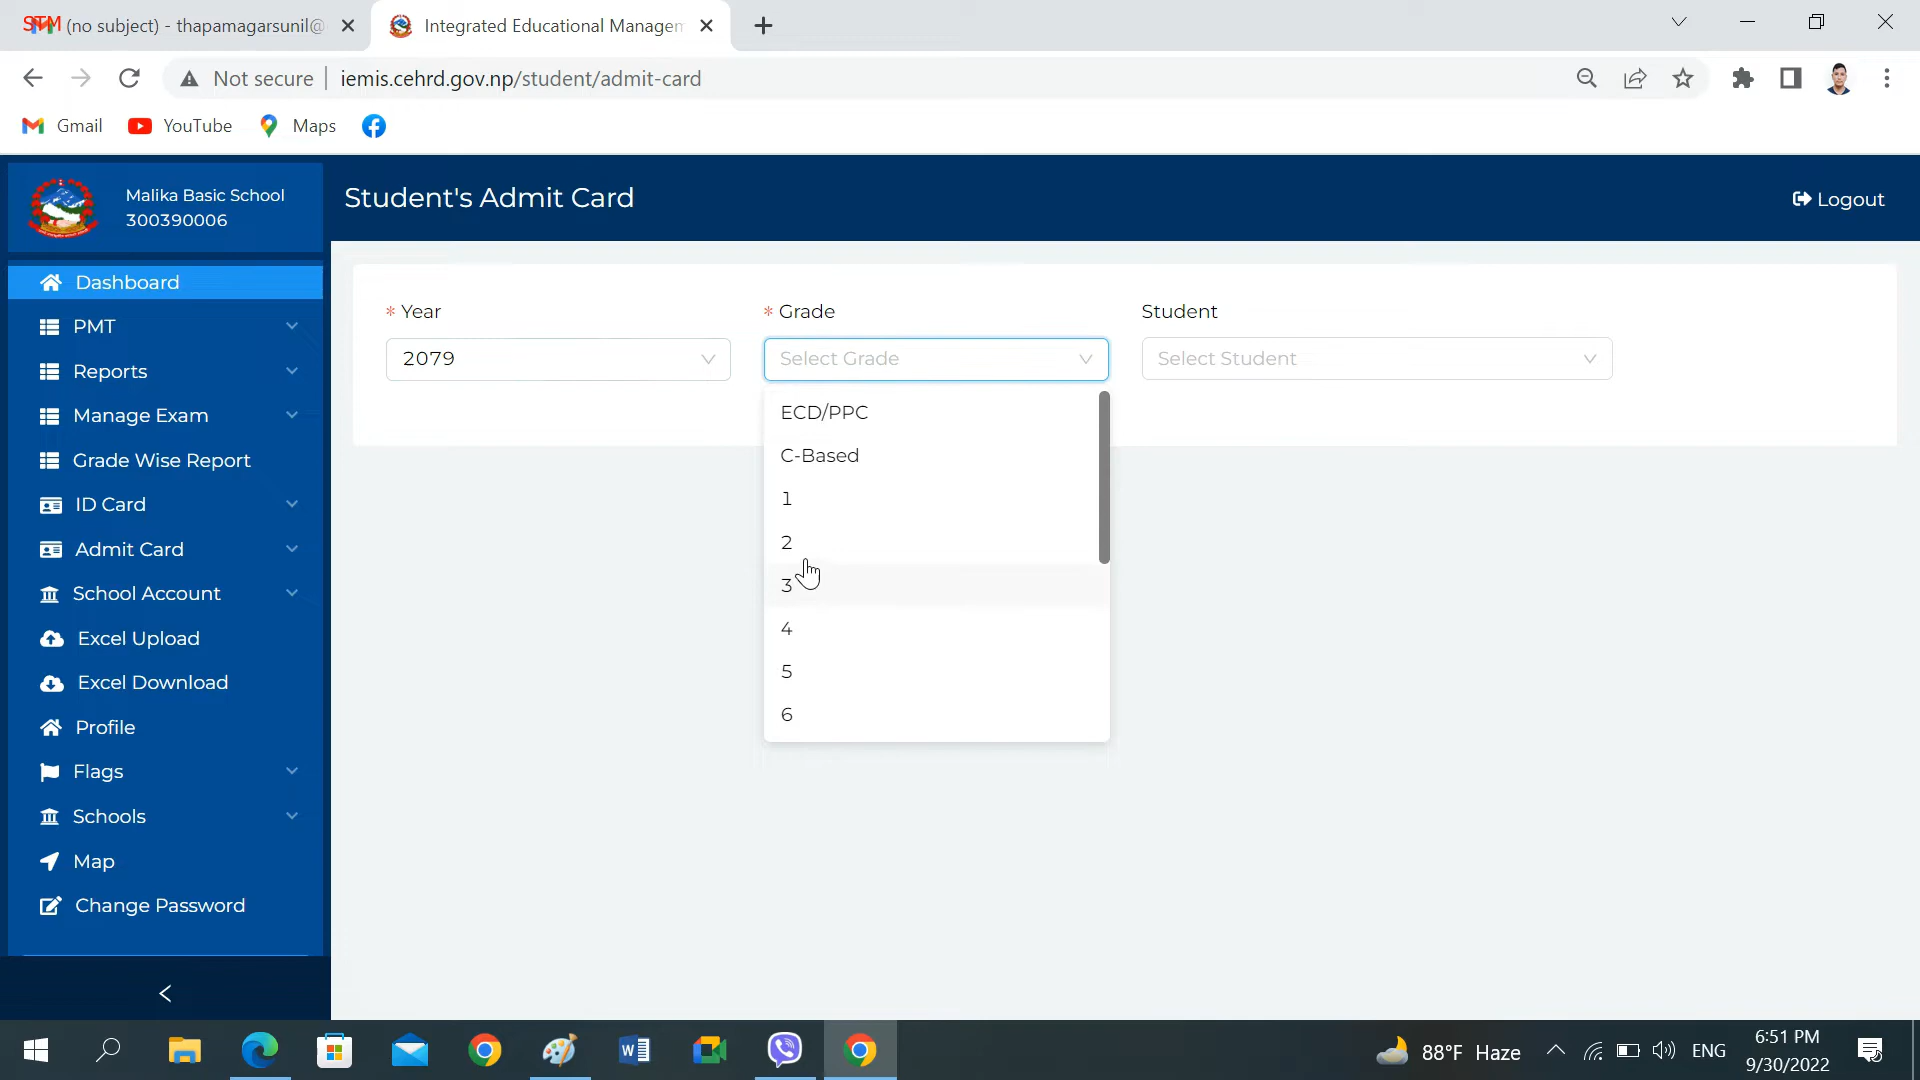 STM (no subject) - thapamagarsunil@
Integrated Educational Managem
Not secure
iemis.cehrd.gov.np/student/admit-card
Gmail
YouTube
Maps
Malika Basic School
300390006
Student's Admit Card
Logout
Dashboard
PMT
Reports
Manage Exam
Grade Wise Report
ID Card
Admit Card
School Account
Excel Upload
Excel Download
Profile
Flags
Schools
Map
Change Password
* Year
* Grade
Student
2079
Select Grade
Select Student
ECD/PPC
C-Based
1
2
3
4
5
6
88°F Haze
ENG
6:51 PM
9/30/2022